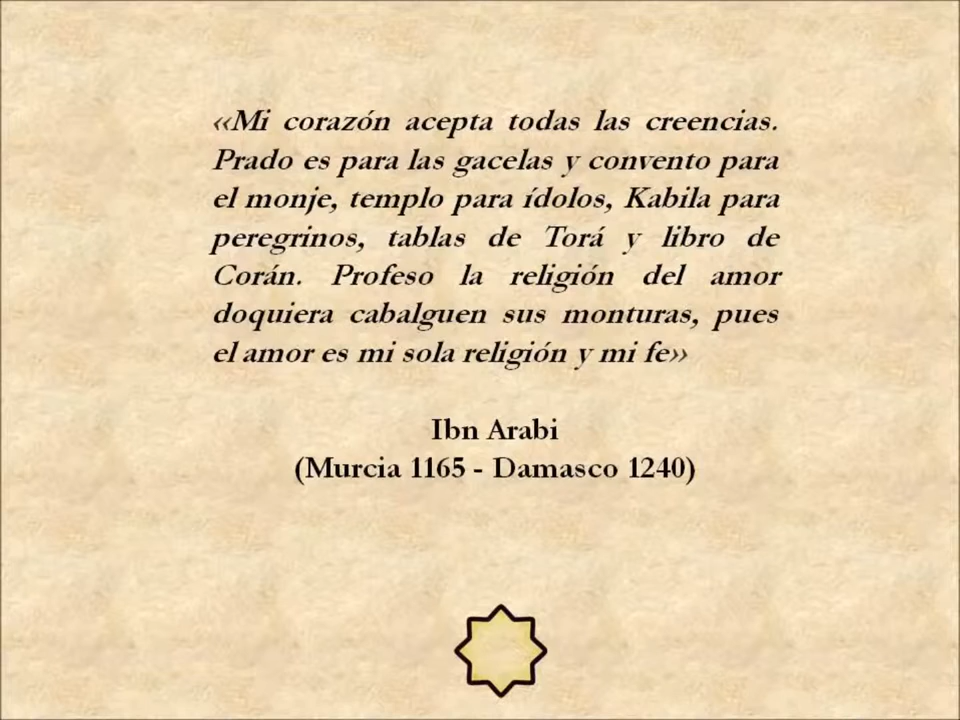 ‹‹Mi corazón acepta todas las creencias.
Prado es para las gacelas y convento para
el monje, templo para ídolos, Kabila para
peregrinos, tablas de Torá y libro de
Corán. Profeso la religión del amor
doquiera cabalguen sus monturas, pues
el amor es mi sola religión y mi fe››
Ibn Arabi
(Murcia 1165 - Damasco 1240)